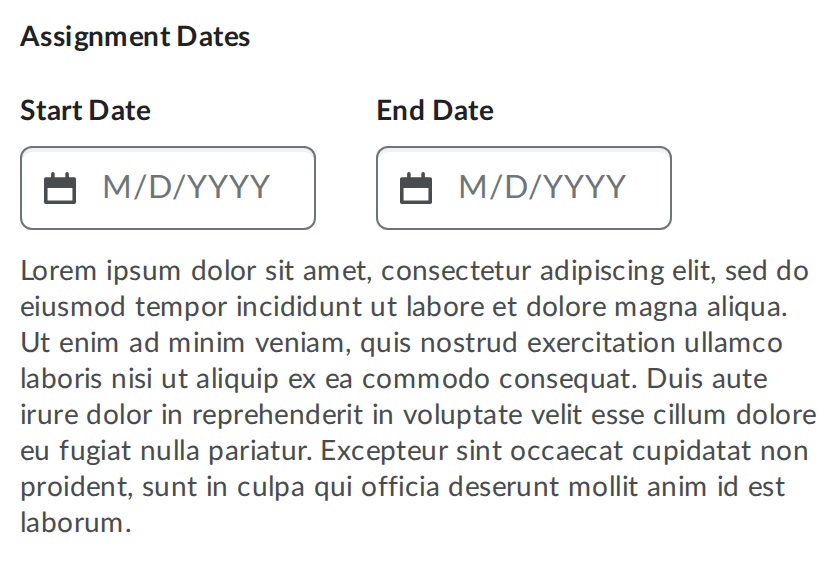 Assignment Dates
Start Date End Date
M/D/YYYY M/D/YYYY
Lorem ipsum dolor sit amet, consectetur adipiscing elit, sed do
eiusmod tempor incididunt ut labore et dolore magna aliqua.
Ut enim ad minim veniam, quis nostrud exercitation ullamco
laboris nisi ut aliquip ex ea commodo consequat. Duis aute
irure dolor in reprehenderit in voluptate velit esse cillum dolore
eu fugiat nulla pariatur. Excepteur sint occaecat cupidatat non
proident, sunt in culpa qui officia deserunt mollit anim id est
laborum.